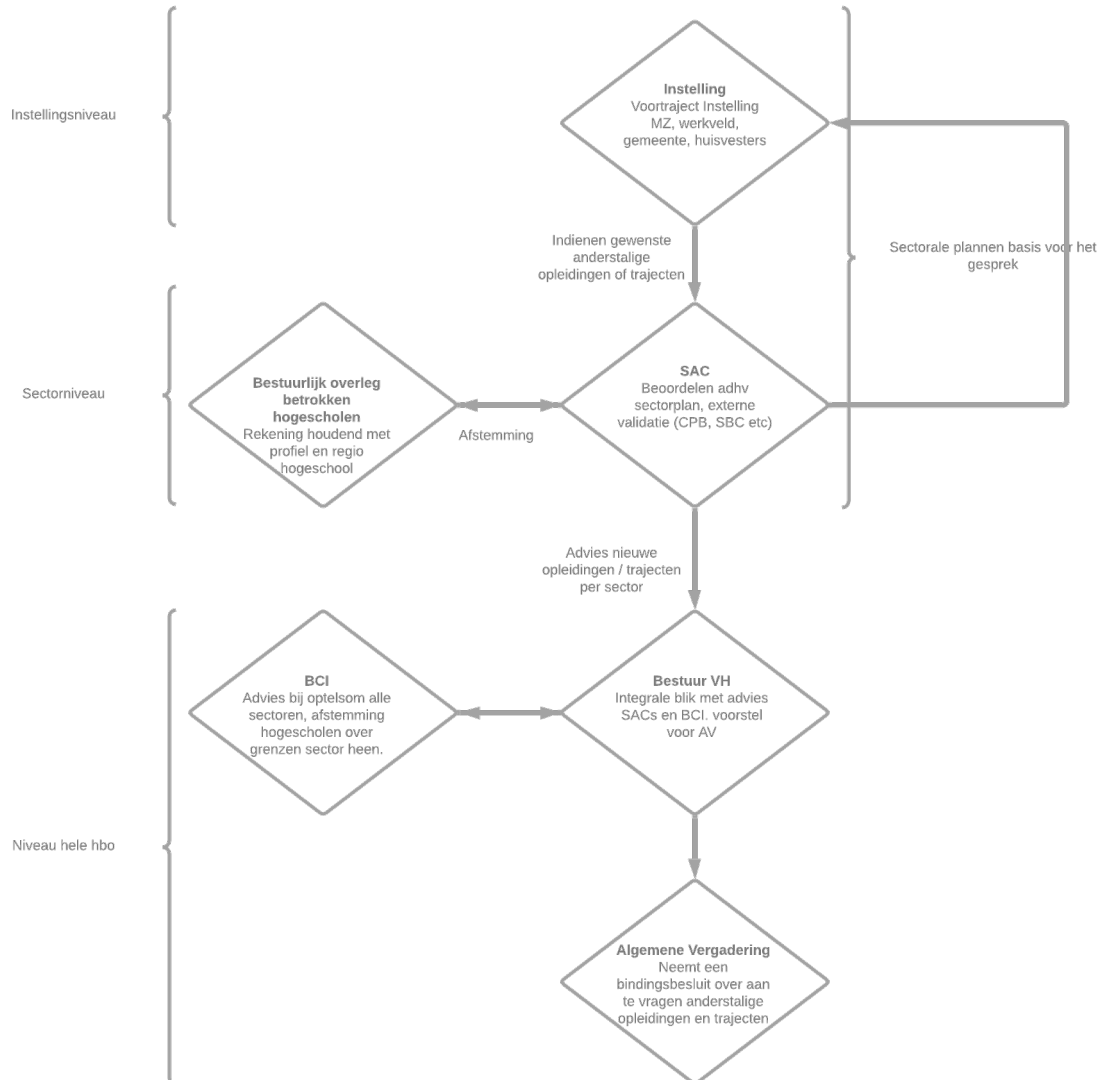 Instellingsniveau
Instelling
Voortraject Instelling
MZ, werkveld,
gemeente, huisvesters
Indienen gewenste
anderstalige
opleidingen of trajecten
Sectorale plannen basis voor het
gesprek
Sectorniveau
Bestuurlijk overleg
betrokken
hogescholen
Rekening houdend met
profiel en regio
hogeschool
Afstemming
SAC
Beoordelen adhv
sectorplan, externe
validatie (CPB, SBC etc)
Advies nieuwe
opleidingen / trajecten
per sector
Niveau hele hbo
BCI
Advies bij optelsom alle
sectoren, afstemming
hogescholen over
grenzen sector heen.
Bestuur VH
Integrale blik met advies
SACs en BCI. voorstel
voor AV
Algemene Vergadering
Neemt een
bindingsbesluit over aan
te vragen anderstalige
opleidingen en trajecten